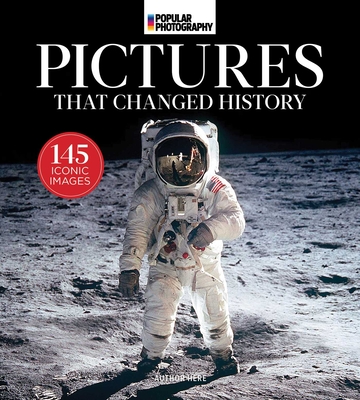 POPULAR
PHOTOGRAPHY
PICTURES
THAT CHANGED HISTORY
145
ICONIC
IMAGES
AUTHOR HERE